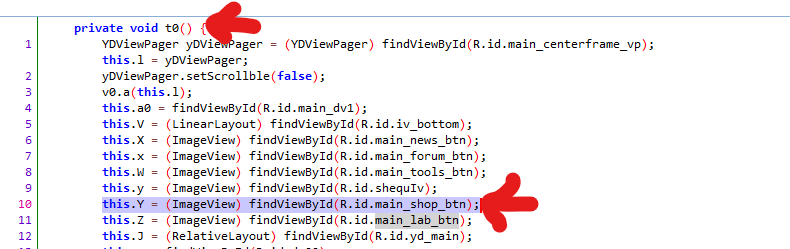 private void t0() {
1 YDViewPager yDViewPager = (YDViewPager) findViewById(R.id.main_centerframe_vp);
this.l = yDViewPager;
2 yDViewPager.setScrollble(false);
3 v0.a(this.l);
4 this.a0 = findViewById(R.id.main_dv1);
5 this.V = (LinearLayout) findViewById(R.id.iv_bottom);
6 this.X = (ImageView) findViewById(R.id.main_news_btn);
7 this.x = (ImageView) findViewById(R.id.main_forum_btn);
8 this.W = (ImageView) findViewById(R.id.main_tools_btn);
9 this.y = (ImageView) findViewById(R.id.shequIv);
10 this.Y = (ImageView) findViewById(R.id.main_shop_btn);
11 this.Z = (ImageView) findViewById(R.id.main_lab_btn);
12 this.J = (RelativeLayout) findViewById(R.id.yd_main);